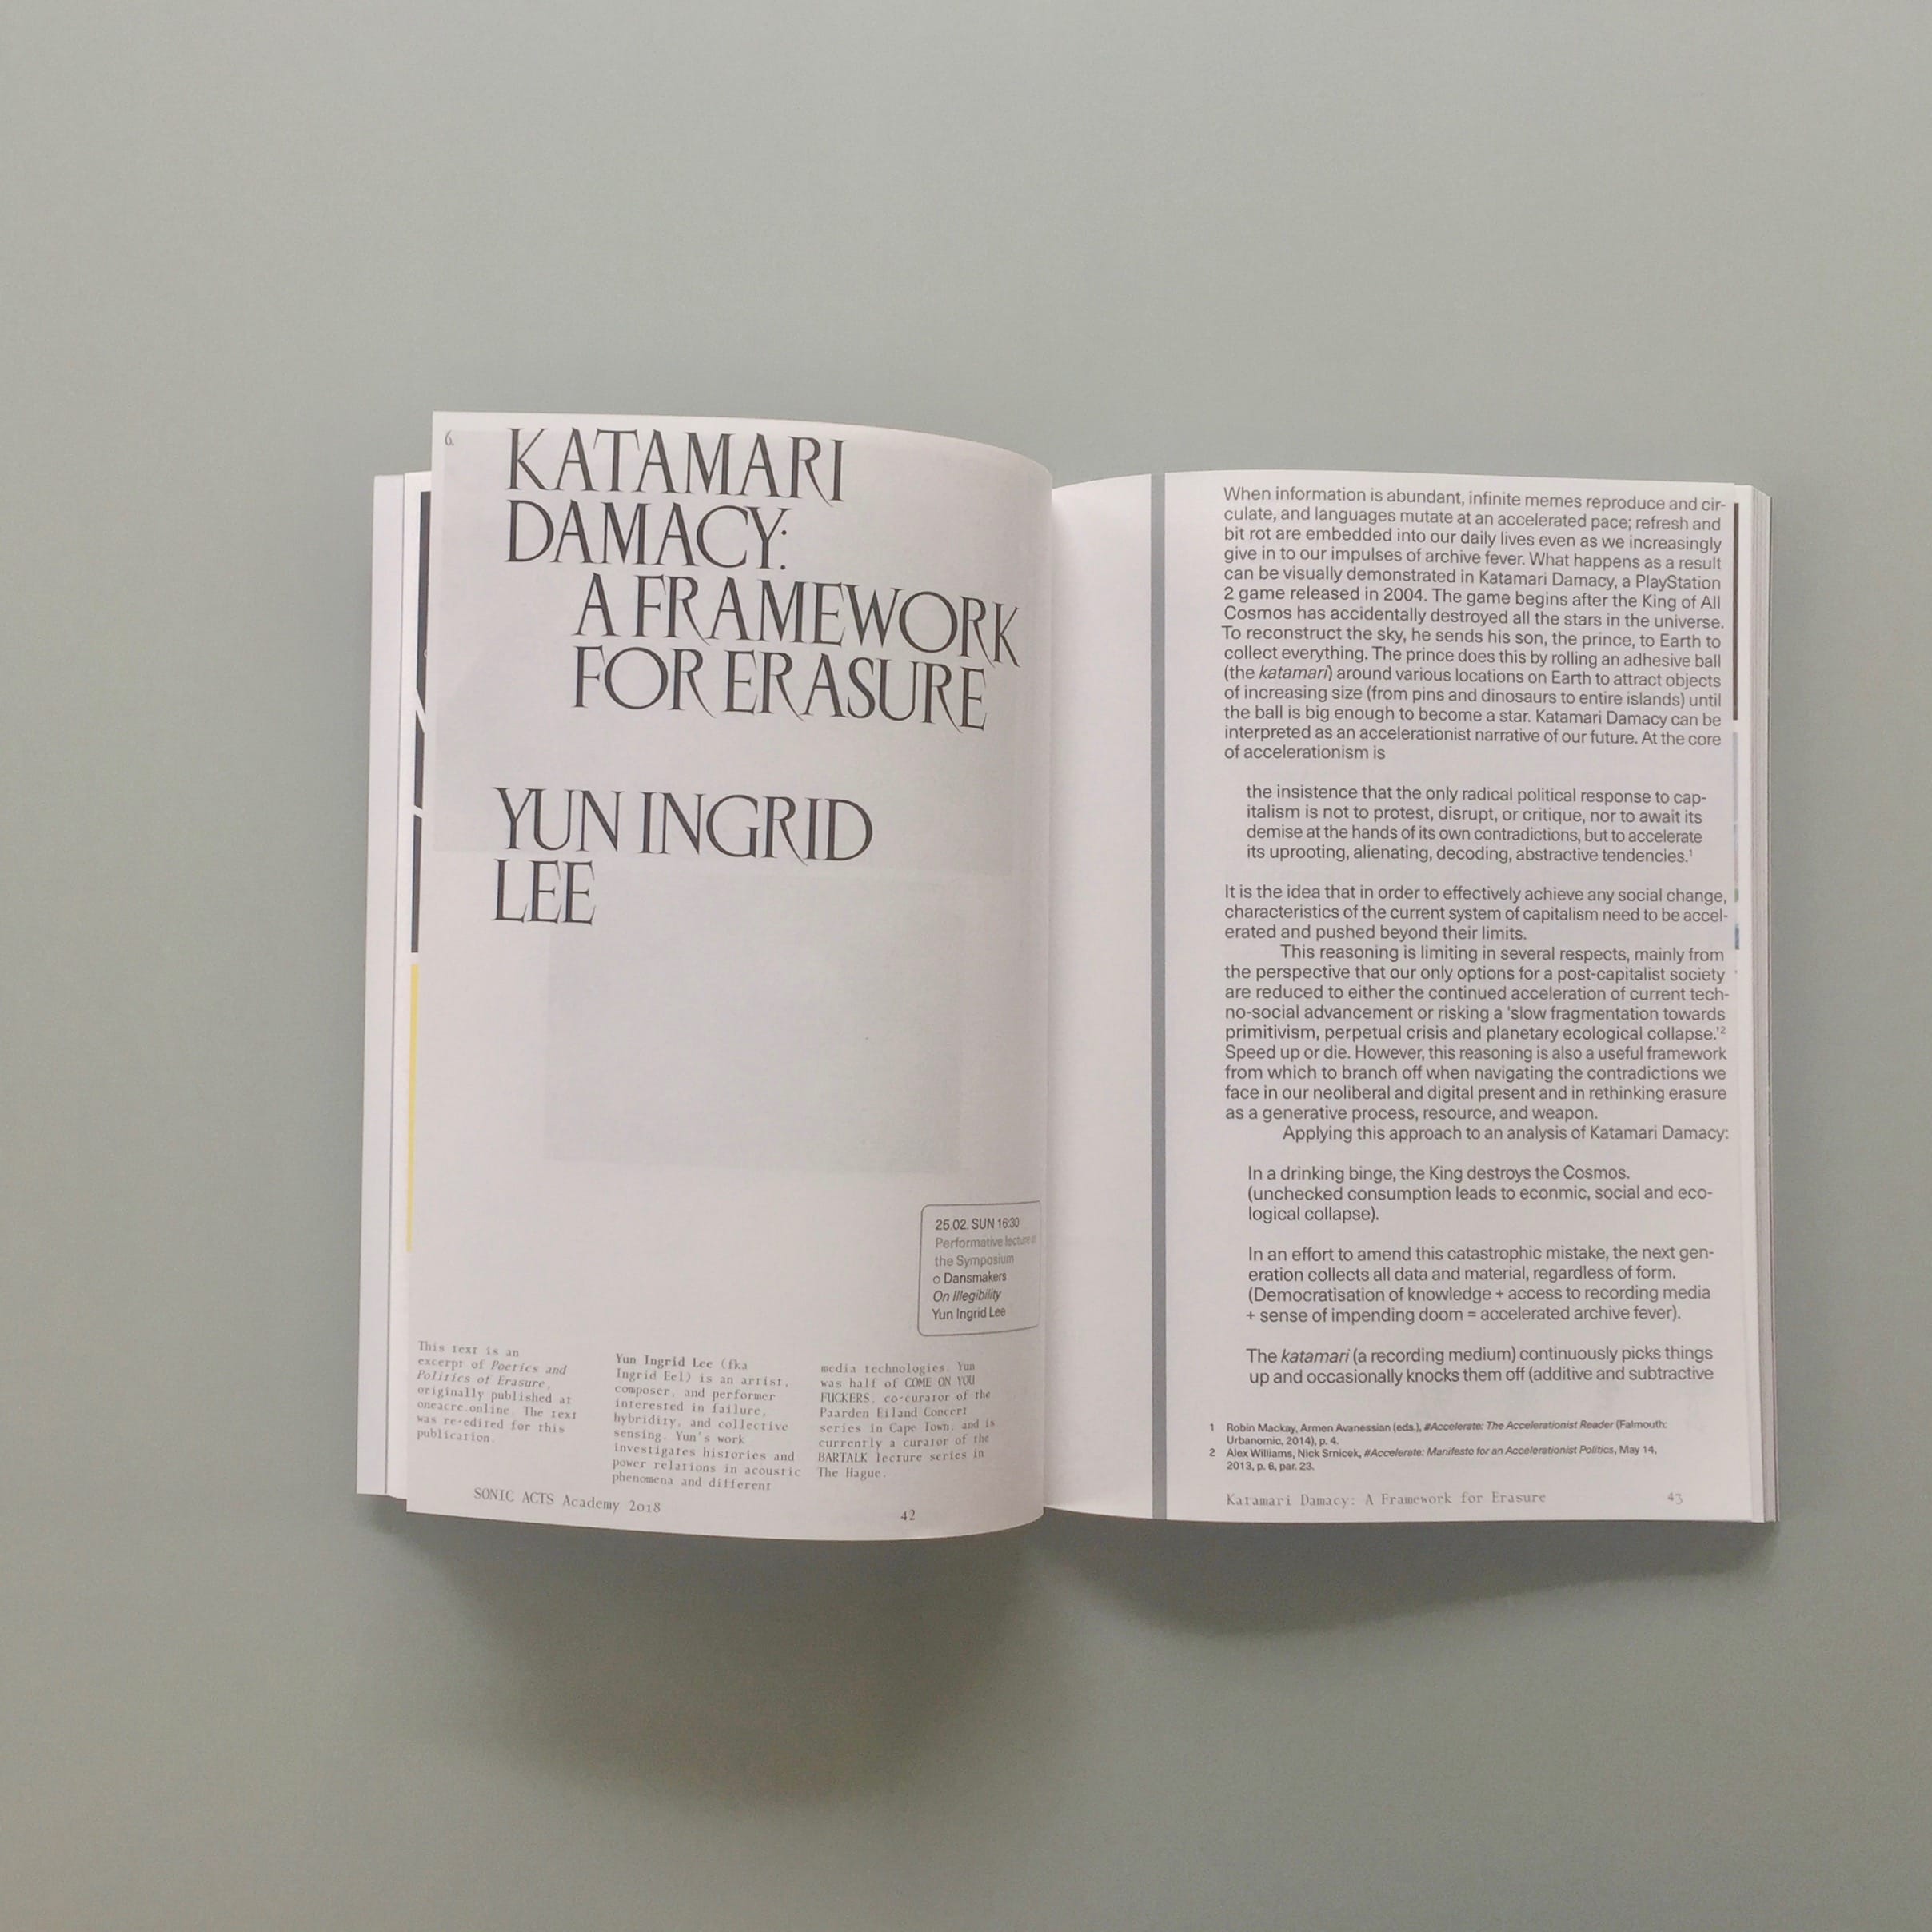 6.
KATAMARI
DAMACY:
A FRAMEWORK
FOR ERASURE
YUN INGRID
LEE
25.02. SUN 16:30
Performative lecture
the Symposium
o Dansmakers
On Illegibility
Yun Ingrid Lee
This text is an
excerpt of Poetics and
Politics of Erasure,
originally published at
oneacre.online. The text
was re-edited for this
publication.
Yun Ingrid Lee (fka
Ingrid Eel) is an artist,
composer, and performer
interested in failure,
hybridity, and collective
sensing. Yun's work
investigates histories and
power relations in acoustic
phenomena and different
media technologies. Yun
was half of COME ON YOU
FUCKERS, co-curator of the
Paarden Eiland Concert
series in Cape Town, and is
currently a curator of the
BARTALK lecture series in
The Hague.
SONIC ACTS Academy 2018
42
When information is abundant, infinite memes reproduce and cir-
culate, and languages mutate at an accelerated pace; refresh and
bit rot are embedded into our daily lives even as we increasingly
give in to our impulses of archive fever. What happens as a result
can be visually demonstrated in Katamari Damacy, a PlayStation
2 game released in 2004. The game begins after the King of All
Cosmos has accidentally destroyed all the stars in the universe.
To reconstruct the sky, he sends his son, the prince, to Earth to
collect everything. The prince does this by rolling an adhesive ball
(the katamari) around various locations on Earth to attract objects
of increasing size (from pins and dinosaurs to entire islands) until
the ball is big enough to become a star. Katamari Damacy can be
interpreted as an accelerationist narrative of our future. At the core
of accelerationism is
the insistence that the only radical political response to cap-
italism is not to protest, disrupt, or critique, nor to await its
demise at the hands of its own contradictions, but to accelerate
its uprooting, alienating, decoding, abstractive tendencies.¹
It is the idea that in order to effectively achieve any social change,
characteristics of the current system of capitalism need to be accel-
erated and pushed beyond their limits.
This reasoning is limiting in several respects, mainly from
the perspective that our only options for a post-capitalist society
are reduced to either the continued acceleration of current tech-
no-social advancement or risking a 'slow fragmentation towards
primitivism, perpetual crisis and planetary ecological collapse.'²
Speed up or die. However, this reasoning is also a useful framework
from which to branch off when navigating the contradictions we
face in our neoliberal and digital present and in rethinking erasure
as a generative process, resource, and weapon.
Applying this approach to an analysis of Katamari Damacy:
In a drinking binge, the King destroys the Cosmos.
(unchecked consumption leads to econmic, social and eco-
logical collapse).
In an effort to amend this catastrophic mistake, the next gen-
eration collects all data and material, regardless of form.
(Democratisation of knowledge + access to recording media
+ sense of impending doom = accelerated archive fever).
The katamari (a recording medium) continuously picks things
up and occasionally knocks them off (additive and subtractive
1 Robin Mackay, Armen Avanessian (eds.), #Accelerate: The Accelerationist Reader (Falmouth:
Urbanomic, 2014), p. 4.
2 Alex Williams, Nick Srnicek, #Accelerate: Manifesto for an Accelerationist Politics, May 14,
2013, p. 6, par. 23.
Katamari Damacy: A Framework for Erasure
43